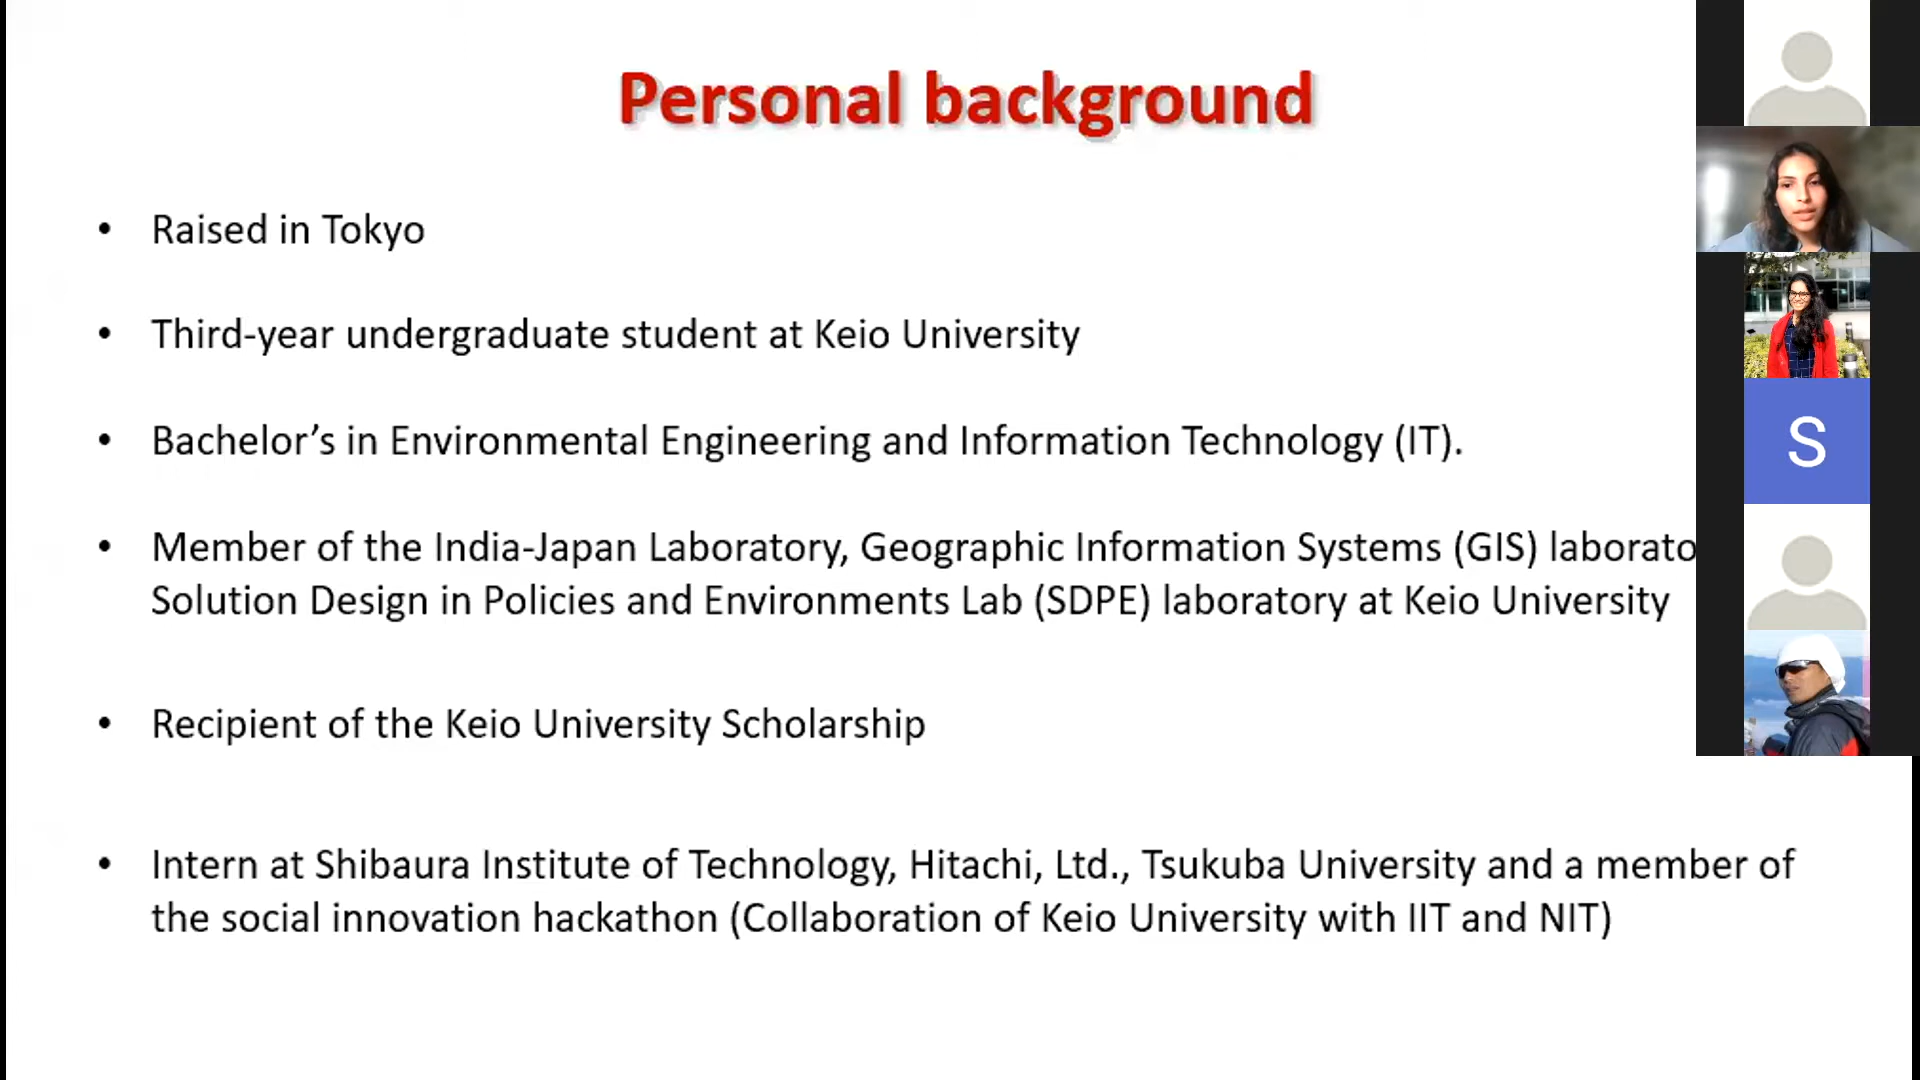 Personal background
• Raised in Tokyo
• Third-year undergraduate student at Keio University
• Bachelor’s in Environmental Engineering and Information Technology (IT).
• Member of the India-Japan Laboratory, Geographic Information Systems (GIS) laborato
Solution Design in Policies and Environments Lab (SDPE) laboratory at Keio University
• Recipient of the Keio University Scholarship
• Intern at Shibaura Institute of Technology, Hitachi, Ltd., Tsukuba University and a member of
the social innovation hackathon (Collaboration of Keio University with IIT and NIT)
S